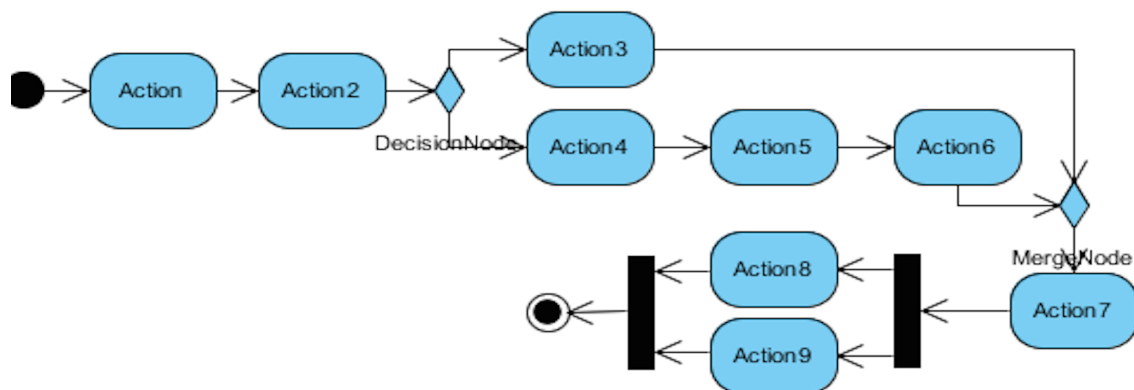 Action
Action2
DecisionNode
Action3
Action4
Action5
Action6
MergeNode
Action7
Action8
Action9